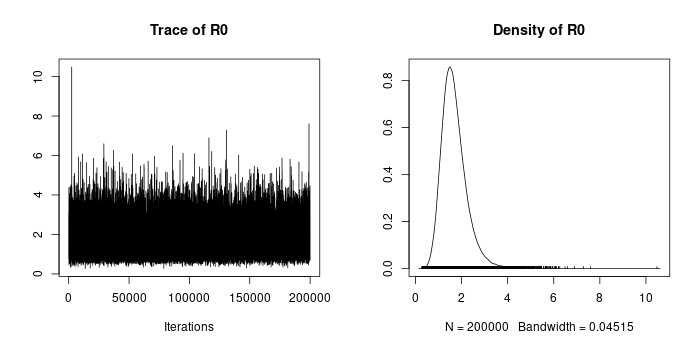 Trace of R0
0 2 4 6 8 10
0 50000 100000 150000 200000
Iterations
Density of R0
0.0 0.2 0.4 0.6 0.8
0 2 4 6 8 10
N = 200000 Bandwidth = 0.04515